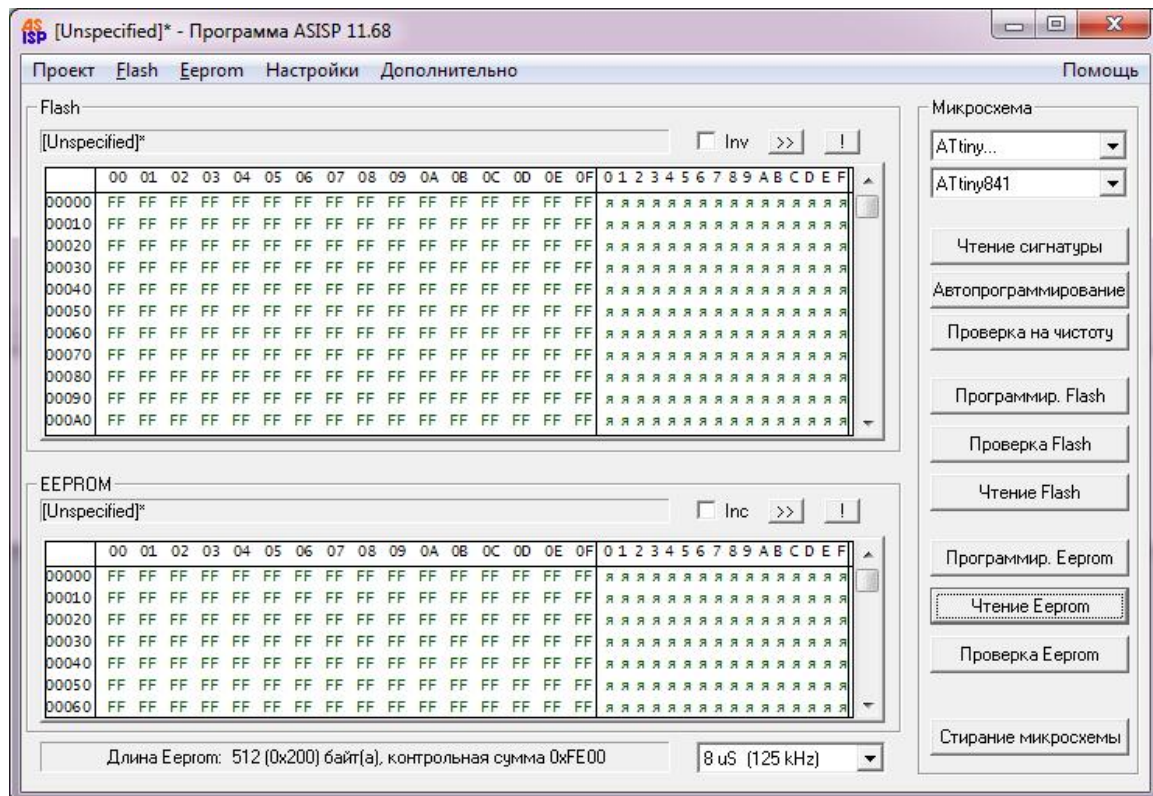 AS ISP [Unspecified]* - Программа ASISP 11.68
Проект Flash Eeprom Настройки Дополнительно Помощь
Flash
[Unspecified]* Inv >> !
00 01 02 03 04 05 06 07 08 09 0A 0B 0C 0D 0E 0F 0 1 2 3 4 5 6 7 8 9 A B C D E F
00000 FF FF FF FF FF FF FF FF FF FF FF FF FF FF FF FF я я я я я я я я я я я я я я я я
00010 FF FF FF FF FF FF FF FF FF FF FF FF FF FF FF FF я я я я я я я я я я я я я я я я
00020 FF FF FF FF FF FF FF FF FF FF FF FF FF FF FF FF я я я я я я я я я я я я я я я я
00030 FF FF FF FF FF FF FF FF FF FF FF FF FF FF FF FF я я я я я я я я я я я я я я я я
00040 FF FF FF FF FF FF FF FF FF FF FF FF FF FF FF FF я я я я я я я я я я я я я я я я
00050 FF FF FF FF FF FF FF FF FF FF FF FF FF FF FF FF я я я я я я я я я я я я я я я я
00060 FF FF FF FF FF FF FF FF FF FF FF FF FF FF FF FF я я я я я я я я я я я я я я я я
00070 FF FF FF FF FF FF FF FF FF FF FF FF FF FF FF FF я я я я я я я я я я я я я я я я
00080 FF FF FF FF FF FF FF FF FF FF FF FF FF FF FF FF я я я я я я я я я я я я я я я я
00090 FF FF FF FF FF FF FF FF FF FF FF FF FF FF FF FF я я я я я я я я я я я я я я я я
000A0 FF FF FF FF FF FF FF FF FF FF FF FF FF FF FF FF я я я я я я я я я я я я я я я я
EEPROM
[Unspecified]* Inc >> !
00 01 02 03 04 05 06 07 08 09 0A 0B 0C 0D 0E 0F 0 1 2 3 4 5 6 7 8 9 A B C D E F
00000 FF FF FF FF FF FF FF FF FF FF FF FF FF FF FF FF я я я я я я я я я я я я я я я я
00010 FF FF FF FF FF FF FF FF FF FF FF FF FF FF FF FF я я я я я я я я я я я я я я я я
00020 FF FF FF FF FF FF FF FF FF FF FF FF FF FF FF FF я я я я я я я я я я я я я я я я
00030 FF FF FF FF FF FF FF FF FF FF FF FF FF FF FF FF я я я я я я я я я я я я я я я я
00040 FF FF FF FF FF FF FF FF FF FF FF FF FF FF FF FF я я я я я я я я я я я я я я я я
00050 FF FF FF FF FF FF FF FF FF FF FF FF FF FF FF FF я я я я я я я я я я я я я я я я
00060 FF FF FF FF FF FF FF FF FF FF FF FF FF FF FF FF я я я я я я я я я я я я я я я я
Длина Eeprom: 512 (0x200) байт(а), контрольная сумма 0xFE00 8 uS (125 kHz)
Микросхема
ATtiny...
ATtiny841
Чтение сигнатуры
Автопрограммирование
Проверка на чистоту
Программир. Flash
Проверка Flash
Чтение Flash
Программир. Eeprom
Чтение Eeprom
Проверка Eeprom
Стирание микросхемы